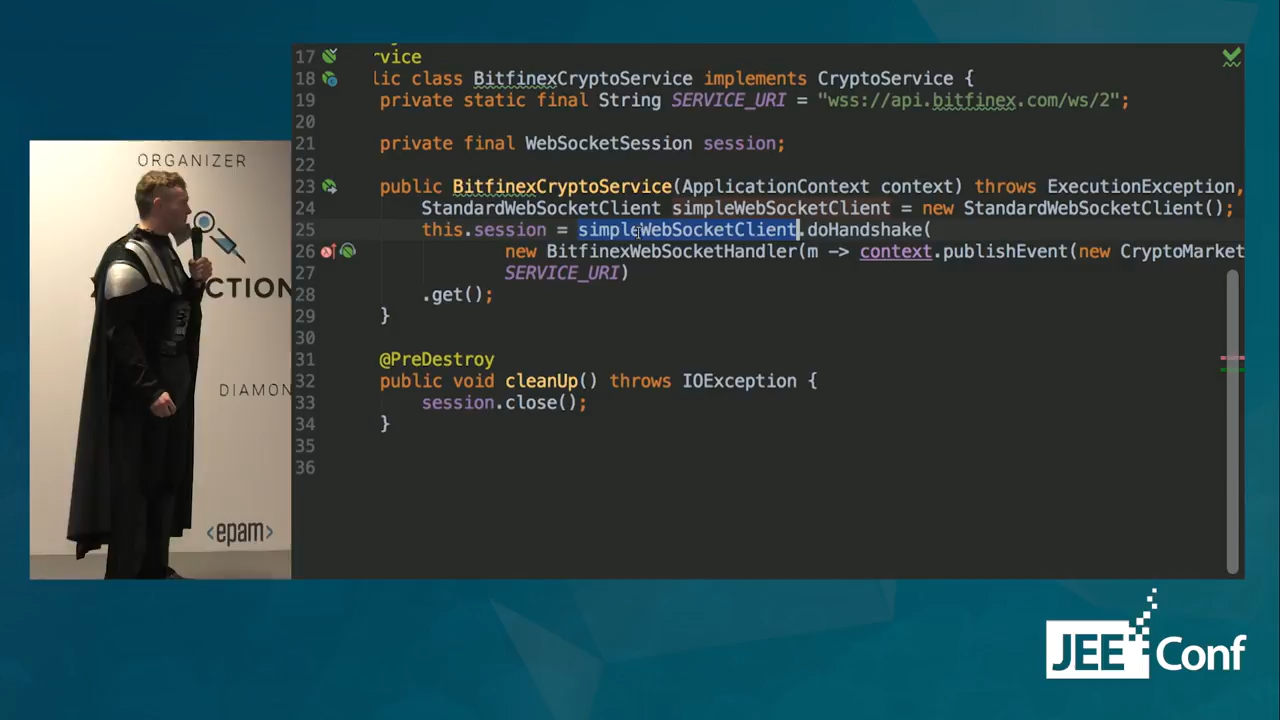 ORGANIZER
CTION
DIAMON
<epam>
17 rvice
18 lic class BitfinexCryptoService implements CryptoService {
19 private static final String SERVICE_URI = "wss://api.bitfinex.com/ws/2";
20
21 private final WebSocketSession session;
22
23 public BitfinexCryptoService(ApplicationContext context) throws ExecutionException,
24 StandardWebSocketClient simpleWebSocketClient = new StandardWebSocketClient();
25 this.session = simpleWebSocketClient.doHandshake(
26 new BitfinexWebSocketHandler(m -> context.publishEvent(new CryptoMarket
27 SERVICE_URI)
28 .get();
29 }
30
31 @PreDestroy
32 public void cleanUp() throws IOException {
33 session.close();
34 }
35
36
JEE Conf